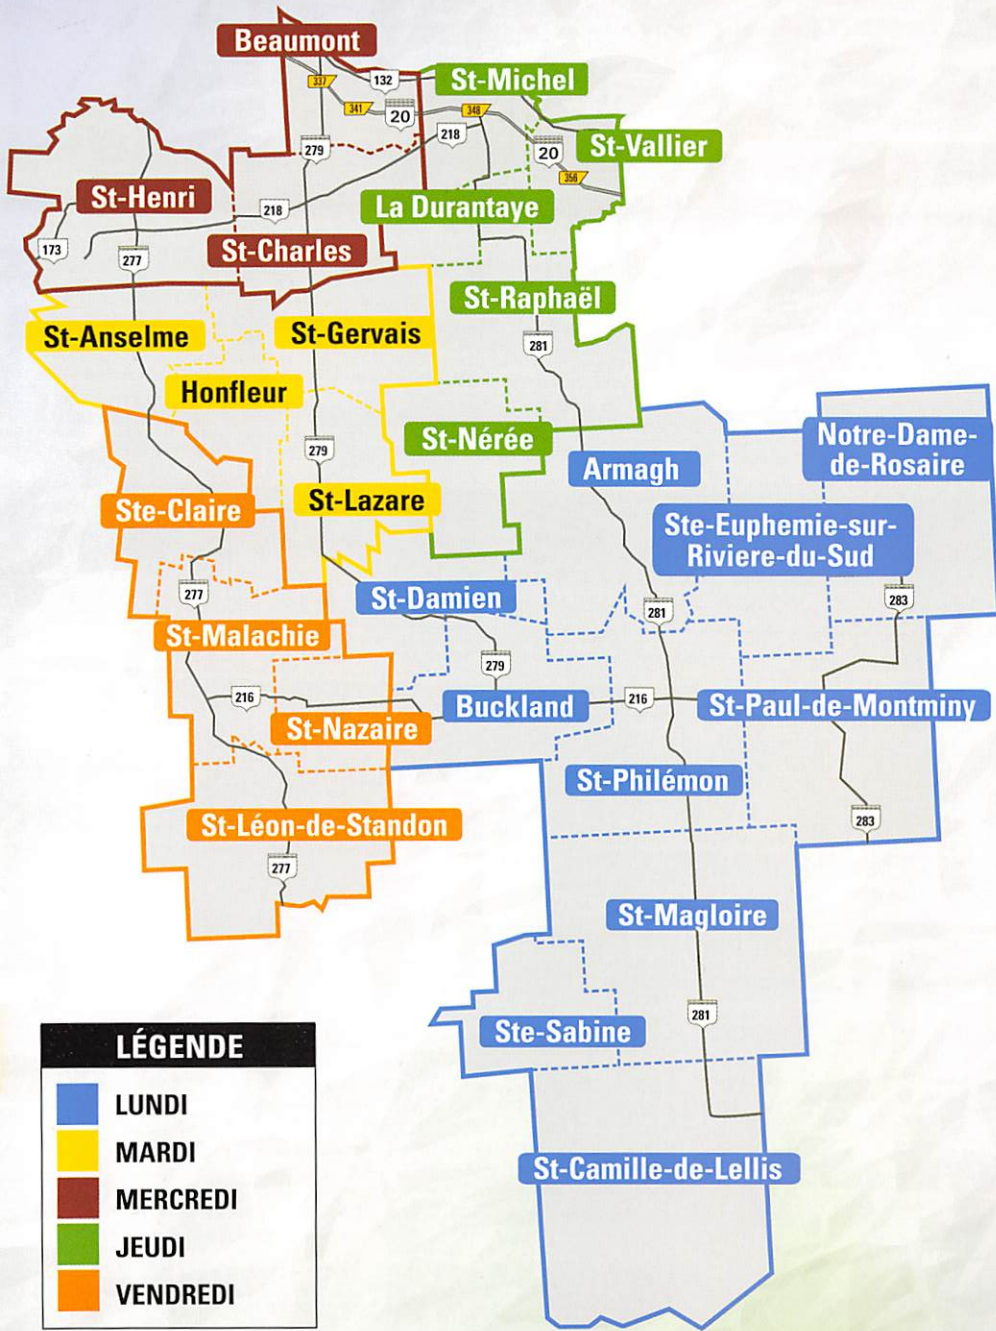 Beaumont
337
132
St-Michel
341
20
348
218
279
20
St-Vallier
356
St-Henri
La Durantaye
218
173
277
St-Charles
St-Raphaël
St-Anselme
St-Gervais
281
Honfleur
279
St-Nérée
Notre-Dame-
de-Rosaire
Armagh
St-Lazare
Ste-Claire
Ste-Euphemie-sur-
Riviere-du-Sud
277
St-Damien
281
283
St-Malachie
279
216
Buckland
216
St-Paul-de-Montminy
St-Nazaire
St-Philémon
St-Léon-de-Standon
283
277
St-Magloire
281
Ste-Sabine
St-Camille-de-Lellis
LÉGENDE
LUNDI
MARDI
MERCREDI
JEUDI
VENDREDI